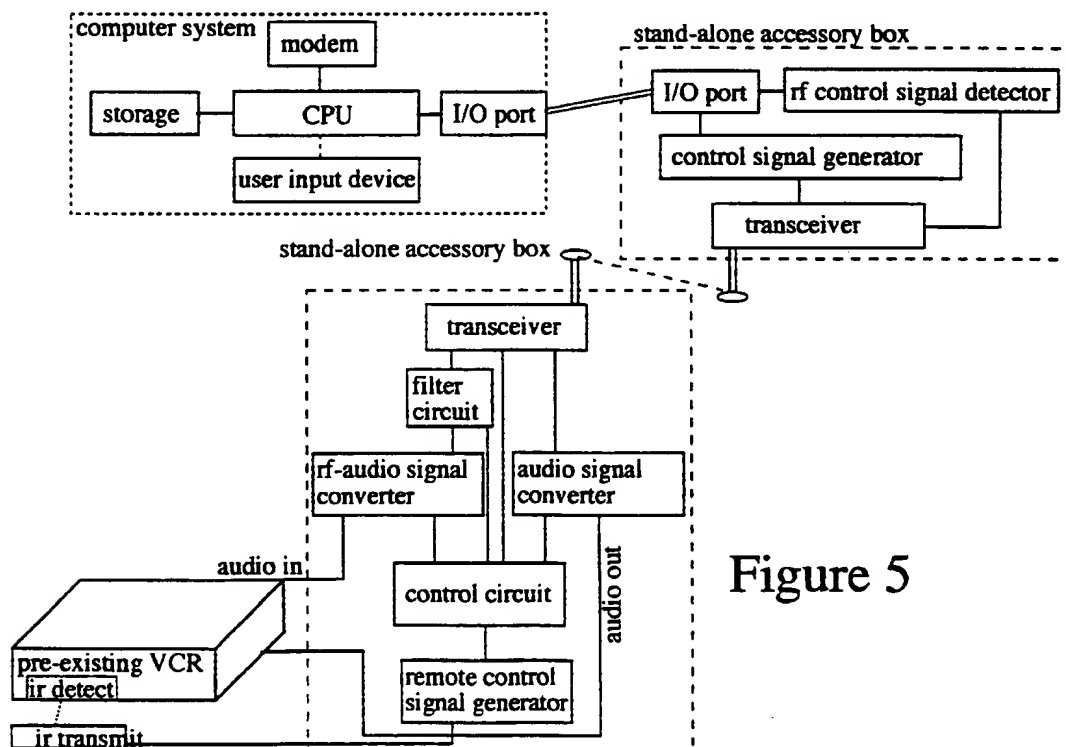 computer system
modem
storage
CPU
I/O port
user input device
stand-alone accessory box
I/O port
rf control signal detector
control signal generator
transceiver
stand-alone accessory box
transceiver
filter
circuit
rf-audio signal
converter
audio signal
converter
audio in
control circuit
audio out
Figure 5
pre-existing VCR
ir detect
remote control
signal generator
ir transmit